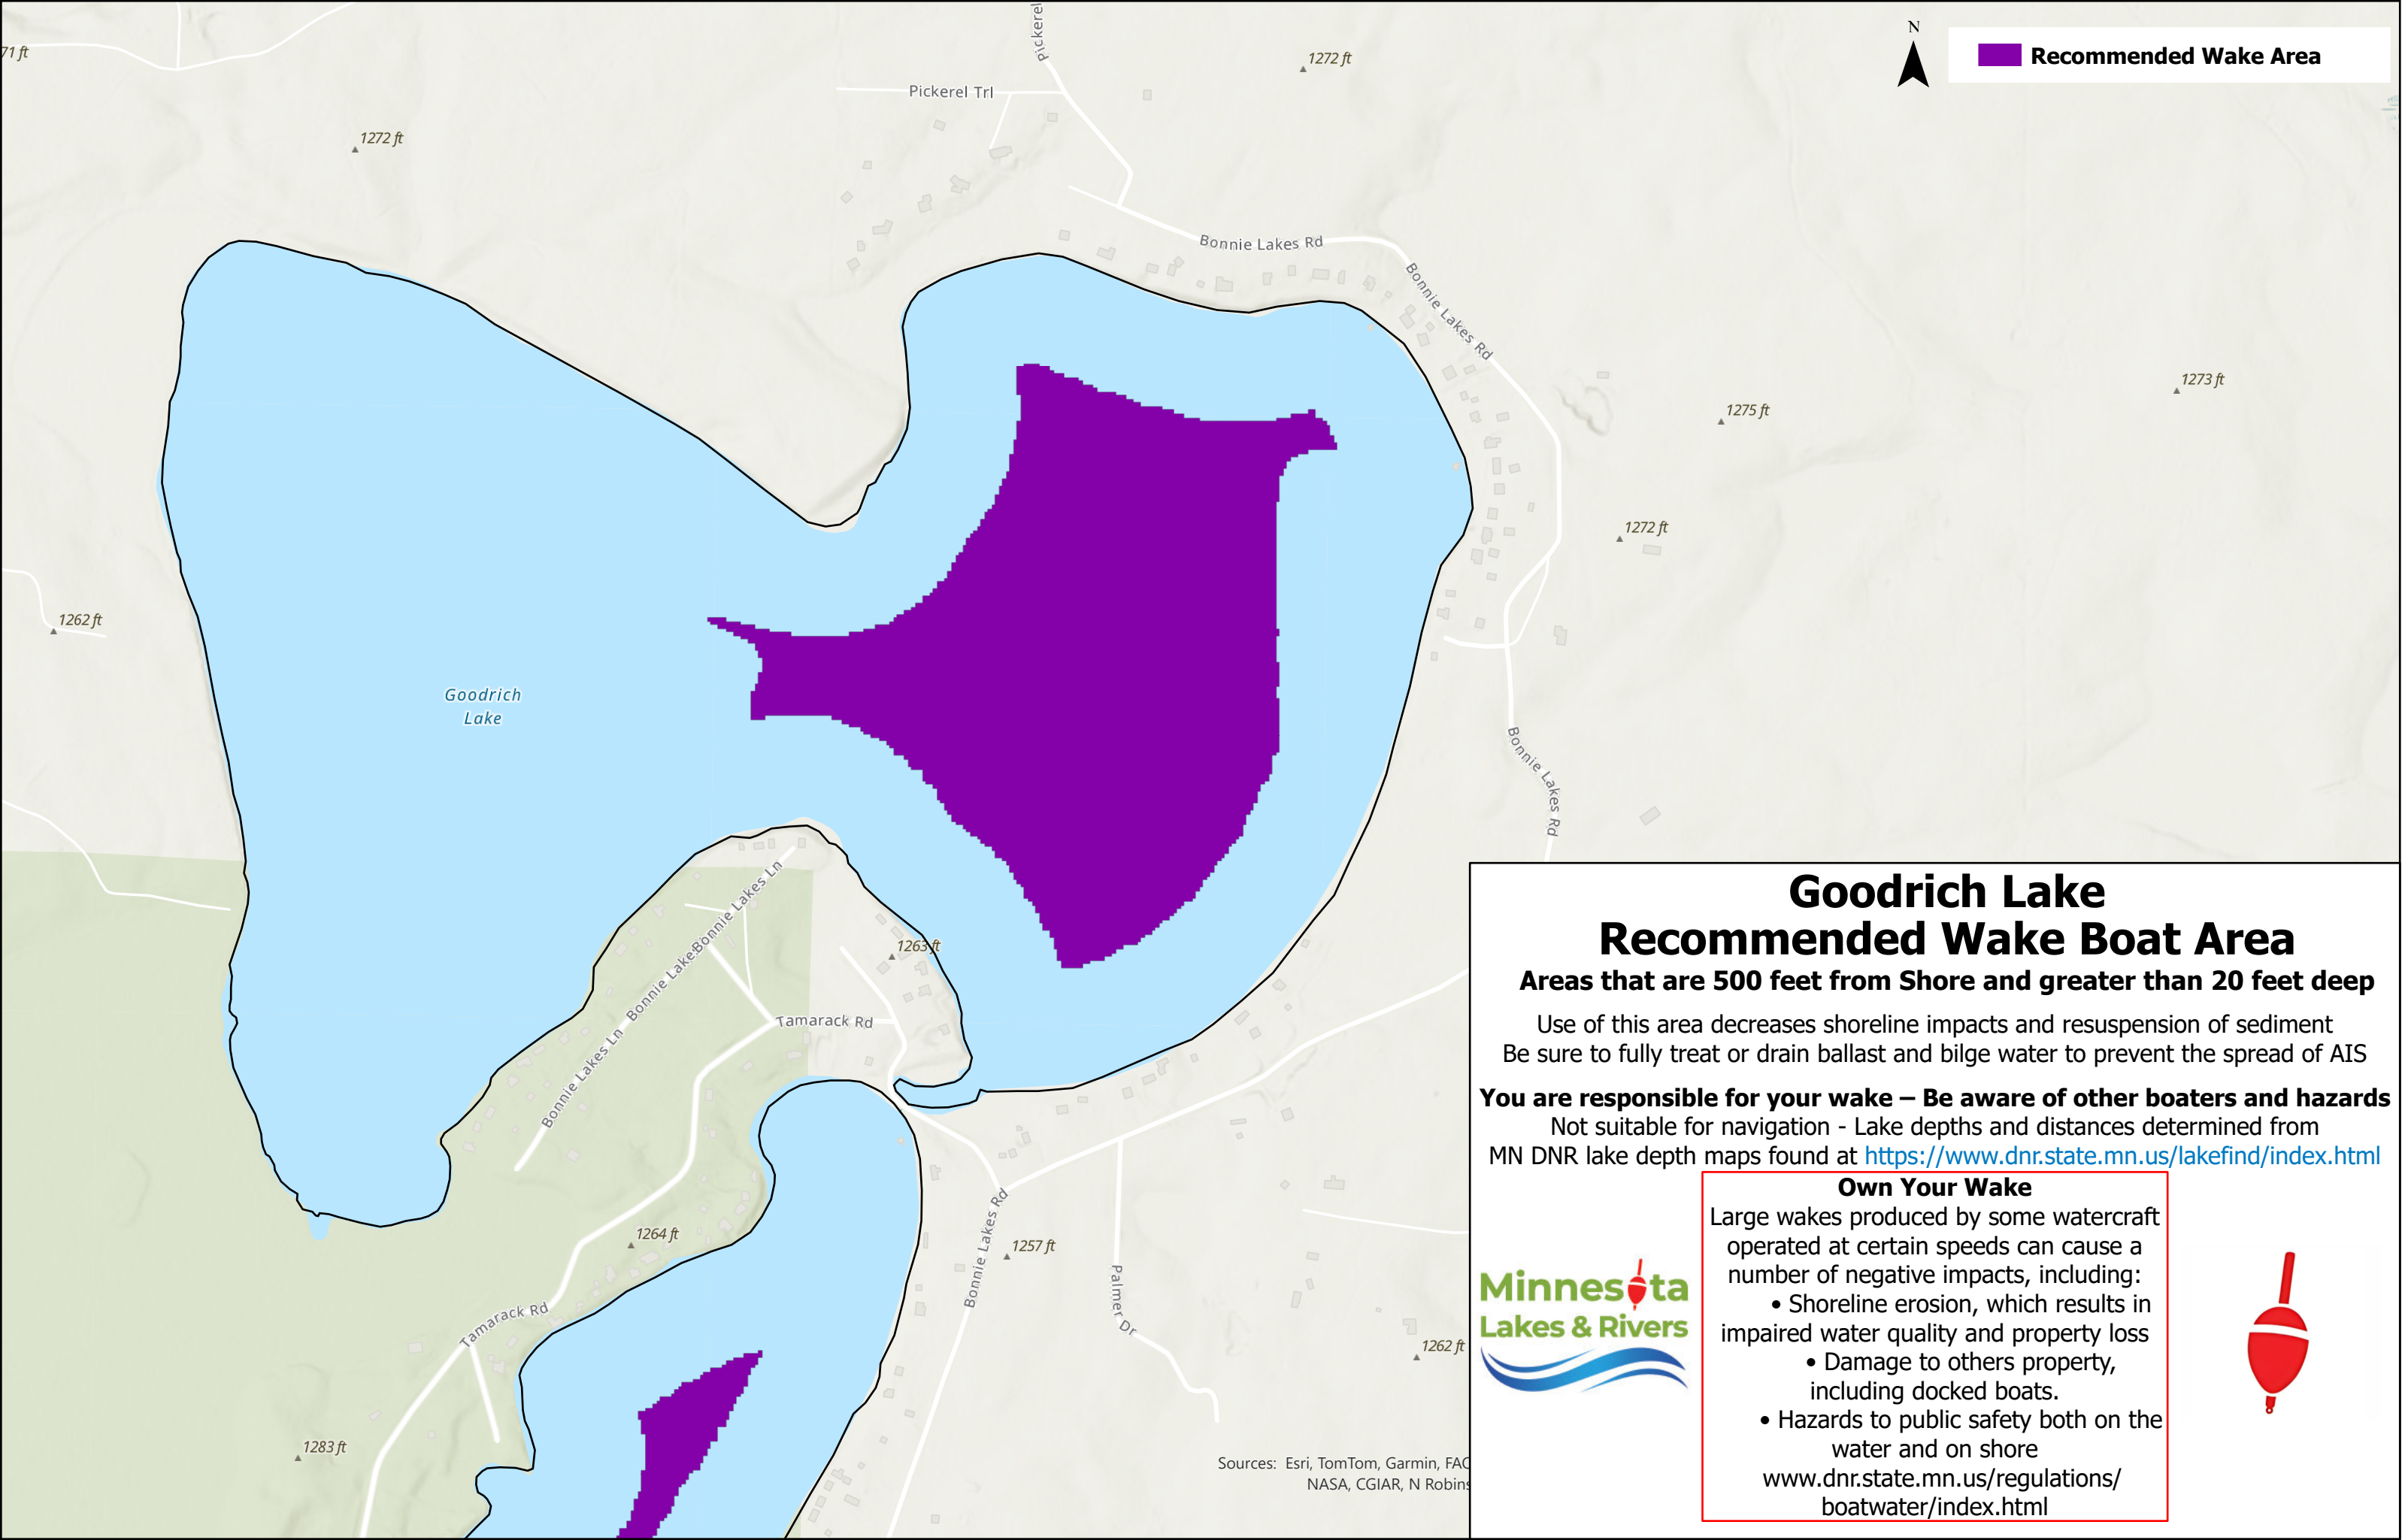 71 ft
Pickerel
1272 ft
N
Recommended Wake Area
Pickerel Trl
1272 ft
Bonnie Lakes Rd
Bonnie Lakes Rd
1273 ft
1275 ft
1272 ft
1262 ft
Goodrich
Lake
Bonnie Lakes Rd
Bonnie Lakes Ln
Bonnie Lakes
Bonnie Lakes Ln
1263 ft
Tamarack Rd
1264 ft
1257 ft
Bonnie Lakes Rd
Palmer Dr
Tamarack Rd
1262 ft
1283 ft
Sources: Esri, TomTom, Garmin, FAO
NASA, CGIAR, N Robins
Goodrich Lake
Recommended Wake Boat Area
Areas that are 500 feet from Shore and greater than 20 feet deep
Use of this area decreases shoreline impacts and resuspension of sediment
Be sure to fully treat or drain ballast and bilge water to prevent the spread of AIS
You are responsible for your wake – Be aware of other boaters and hazards
Not suitable for navigation - Lake depths and distances determined from
MN DNR lake depth maps found at https://www.dnr.state.mn.us/lakefind/index.html
Own Your Wake
Large wakes produced by some watercraft
operated at certain speeds can cause a
number of negative impacts, including:
• Shoreline erosion, which results in
impaired water quality and property loss
• Damage to others property,
including docked boats.
• Hazards to public safety both on the
water and on shore
www.dnr.state.mn.us/regulations/
boatwater/index.html
Minnesota
Lakes & Rivers